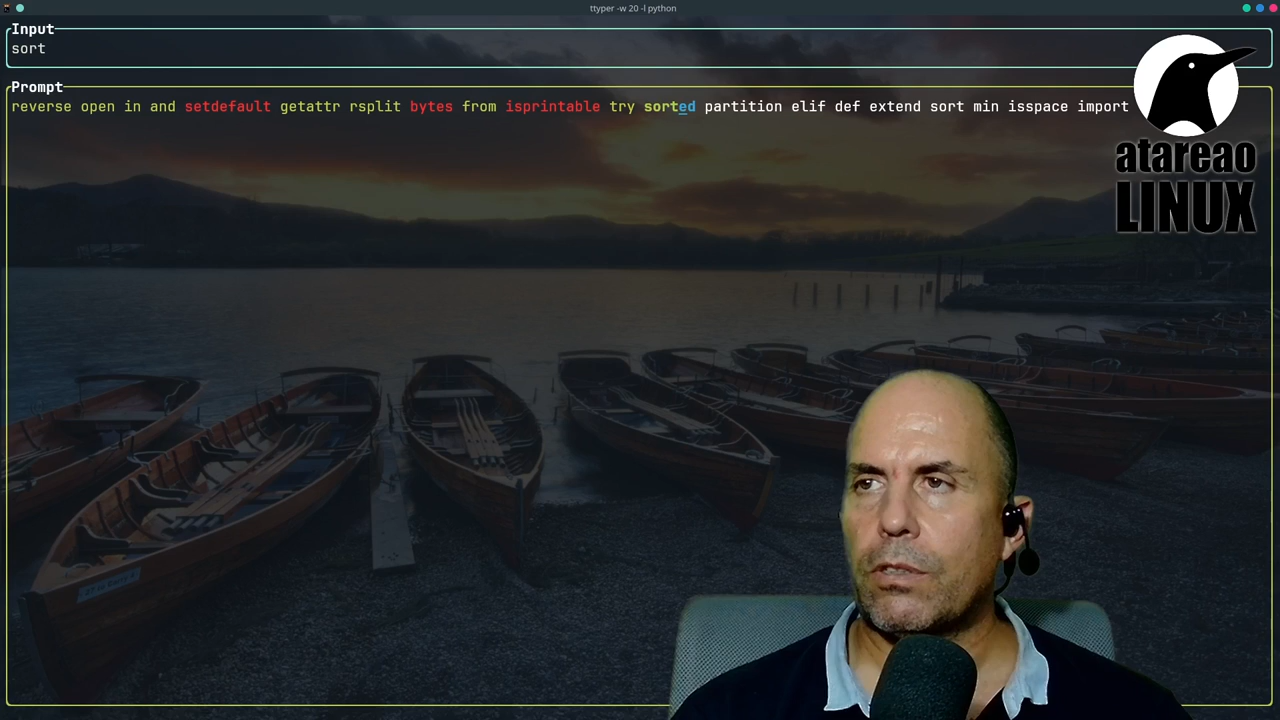 ttyper -w 20 -l python
Input
sort
Prompt
reverse open in and setdefault getattr rsplit bytes from isprintable try sorted partition elif def extend sort min isspace import
atareao
LINUX